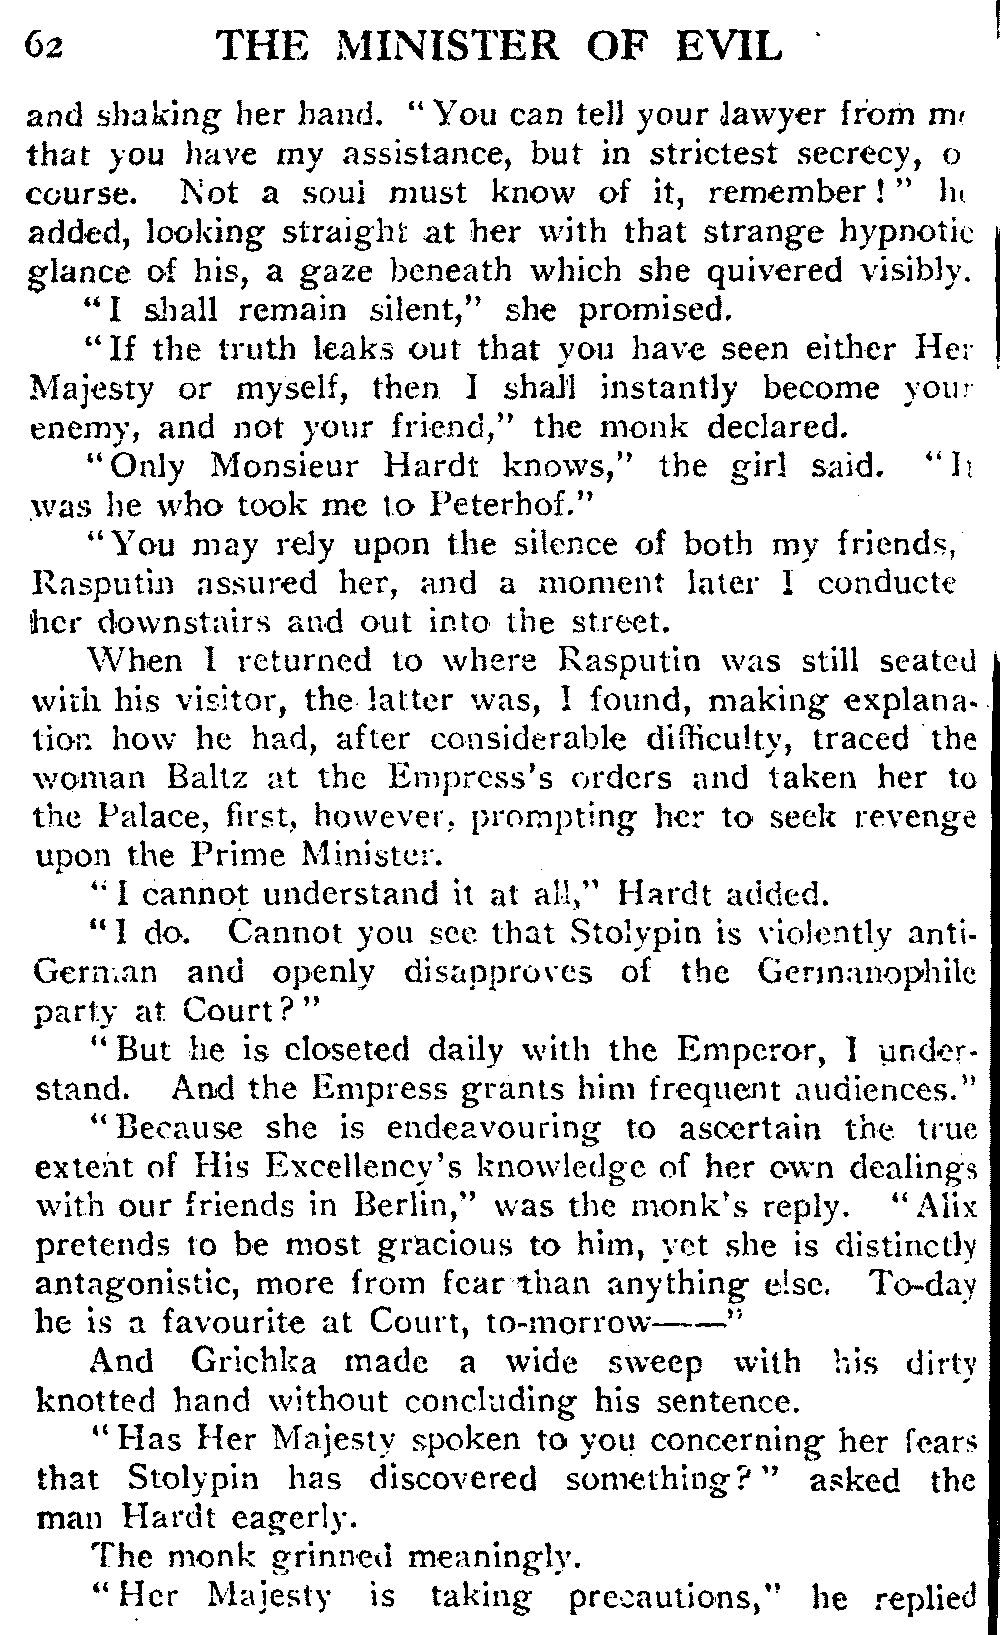 62 THE MINISTER OF EVIL
and shaking her hand. "You can tell your lawyer from me
that you have my assistance, but in strictest secrecy, o
course. Not a soul must know of it, remember!" he
added, looking straight at her with that strange hypnotic
glance of his, a gaze beneath which she quivered visibly.
"I shall remain silent," she promised.
"If the truth leaks out that you have seen either Her
Majesty or myself, then I shall instantly become your
enemy, and not your friend," the monk declared.
"Only Monsieur Hardt knows," the girl said. "It
was he who took me to Peterhof."
"You may rely upon the silence of both my friends,
Rasputin assured her, and a moment later I conducte
her downstairs and out into the street.
When I returned to where Rasputin was still seated
with his visitor, the latter was, I found, making explana-
tion how he had, after considerable difficulty, traced the
woman Baltz at the Empress's orders and taken her to
the Palace, first, however, prompting her to seek revenge
upon the Prime Minister.
"I cannot understand it at all," Hardt added.
"I do. Cannot you see that Stolypin is violently anti-
German and openly disapproves of the Germanophile
party at Court?"
"But he is closeted daily with the Emperor, I under-
stand. And the Empress grants him frequent audiences."
"Because she is endeavouring to ascertain the true
extent of His Excellency's knowledge of her own dealings
with our friends in Berlin," was the monk's reply. "Alix
pretends to be most gracious to him, yet she is distinctly
antagonistic, more from fear than anything else. To-day
he is a favourite at Court, to-morrow——"
And Grichka made a wide sweep with his dirty
knotted hand without concluding his sentence.
"Has Her Majesty spoken to you concerning her fears
that Stolypin has discovered something?" asked the
man Hardt eagerly.
The monk grinned meaningly.
"Her Majesty is taking precautions," he replied